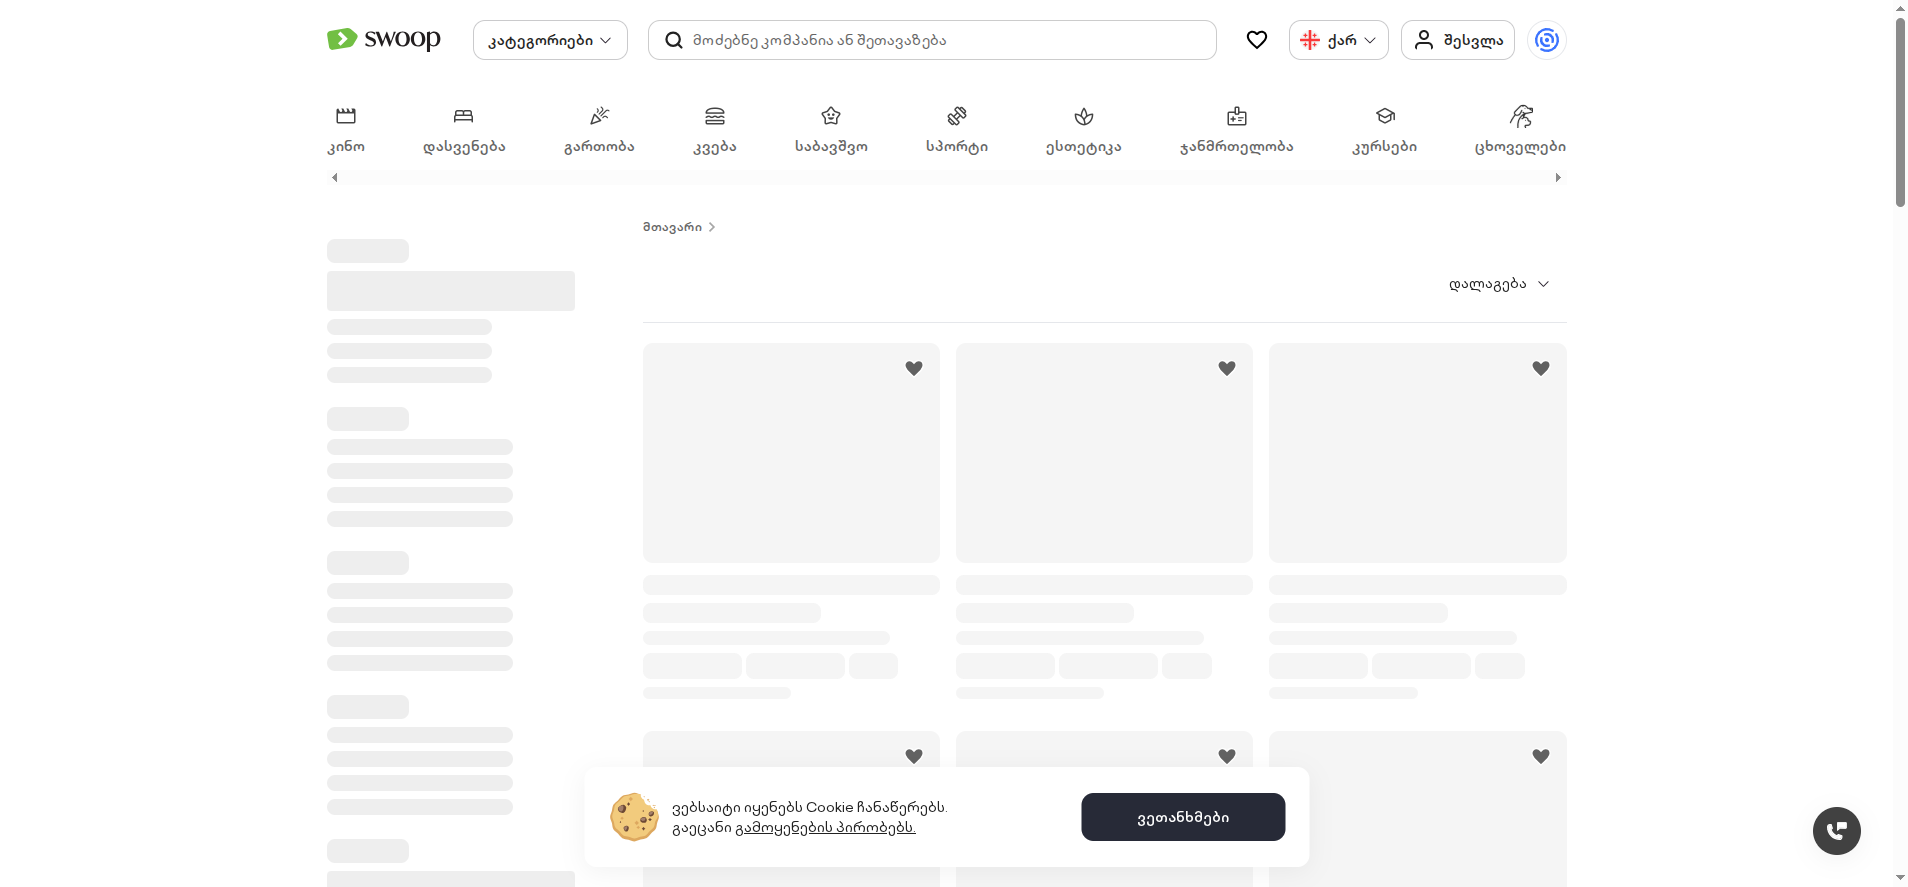 swoop
კატეგორიები
მოძებნე კომპანია ან შეთავაზება
ქარ
შესვლა
კინო
დასვენება
გართობა
კვება
საბავშვო
სპორტი
ესთეტიკა
ჯანმრთელობა
კურსები
ცხოველები
მთავარი
დალაგება
ვებსაიტი იყენებს Cookie ჩანაწერებს.
გაეცანი გამოყენების პირობებს.
ვეთანხმები